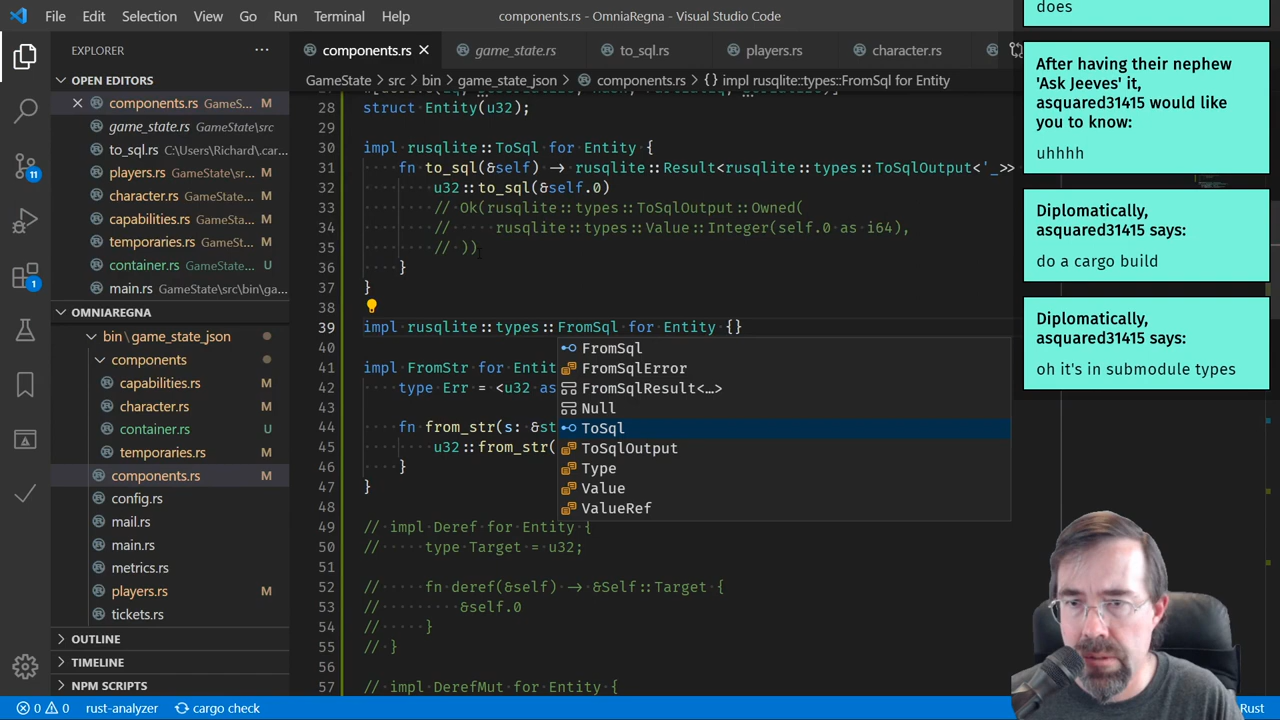 File Edit Selection View Go Run Terminal Help
components.rs - OmniaRegna - Visual Studio Code
EXPLORER
OPEN EDITORS
components.rs GameS... M
game_state.rs GameState\src
to_sql.rs C:\Users\Richard\.car...
players.rs GameState\src... M
character.rs GameState... M
capabilities.rs GameSt... M
temporaries.rs GameSt... M
container.rs GameState... U
main.rs GameState\src\bin\ga...
OMNIAREGNA
bin\game_state_json
components
capabilities.rs M
character.rs M
container.rs U
temporaries.rs M
components.rs M
config.rs
mail.rs
main.rs
metrics.rs
players.rs M
tickets.rs
OUTLINE
TIMELINE
NPM SCRIPTS
11
1
components.rs game_state.rs to_sql.rs players.rs character.rs
GameState > src > bin > game_state_json > components.rs > {} impl rusqlite::types::FromSql for Entity
28 struct Entity(u32);
29
30 impl rusqlite::ToSql for Entity {
31 fn to_sql(&self) -> rusqlite::Result<rusqlite::types::ToSqlOutput<'_>>
32 u32::to_sql(&self.0)
33 // Ok(rusqlite::types::ToSqlOutput::Owned(
34 // rusqlite::types::Value::Integer(self.0 as i64),
35 // ))
36 }
37 }
38
39 impl rusqlite::types::FromSql for Entity {}
40
41 impl FromStr for Entit
42 type Err = <u32 as
43
44 fn from_str(s: &st
45 u32::from_str(
46 }
47 }
48
49 // impl Deref for Entity {
50 // type Target = u32;
51
52 // fn deref(&self) -> &Self::Target {
53 // &self.0
54 // }
55 // }
56
57 // impl DerefMut for Entity {
FromSql
FromSqlError
FromSqlResult<…>
Null
ToSql
ToSqlOutput
Type
Value
ValueRef
does
After having their nephew
'Ask Jeeves' it,
asquared31415 would like
you to know:
uhhhh
Diplomatically,
asquared31415 says:
do a cargo build
Diplomatically,
asquared31415 says:
oh it's in submodule types
0 0 rust-analyzer cargo check
Rust